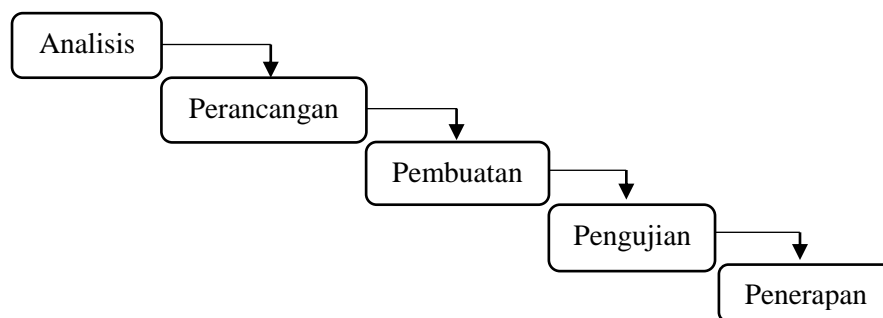 Analisis
Perancangan
Pembuatan
Pengujian
Penerapan